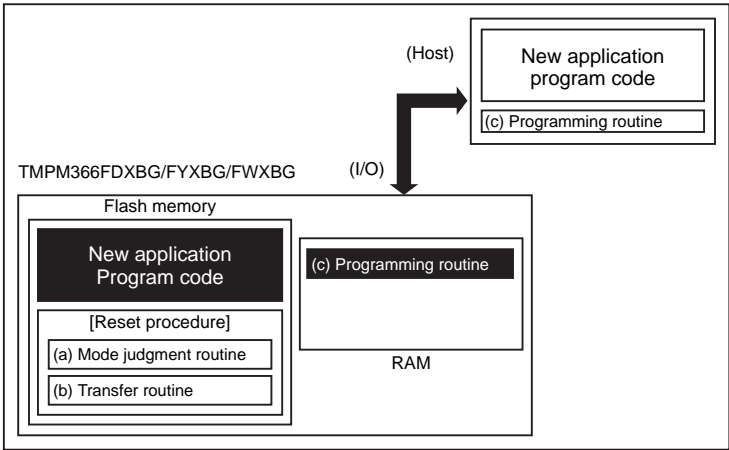 (Host)
New application
program code
(c) Programming routine
(I/O)
TMPM366FDXBG/FYXBG/FWXBG
Flash memory
New application
Program code
[Reset procedure]
(a) Mode judgment routine
(b) Transfer routine
(c) Programming routine
RAM